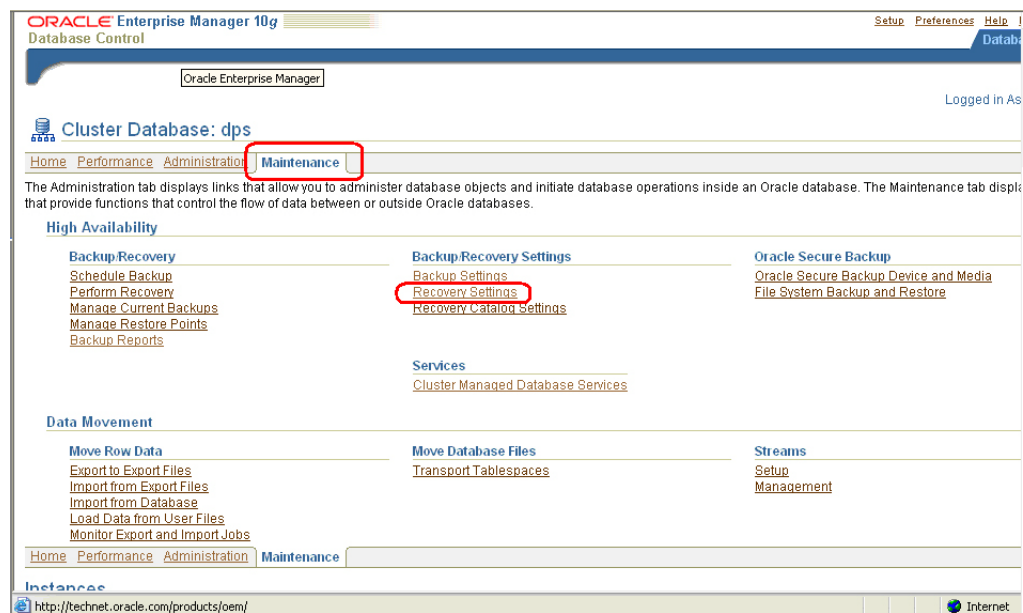 ORACLE Enterprise Manager 10g
Database Control
Setup Preferences Help
Oracle Enterprise Manager
Logged in As
Cluster Database: dps
Home Performance Administration Maintenance
The Administration tab displays links that allow you to administer database objects and initiate database operations inside an Oracle database. The Maintenance tab
that provide functions that control the flow of data between or outside Oracle databases.
High Availability
Backup/Recovery
Schedule Backup
Perform Recovery
Manage Current Backups
Manage Restore Points
Backup Reports
Backup/Recovery Settings
Backup Settings
Recovery Settings
Recovery Catalog Settings
Oracle Secure Backup
Oracle Secure Backup Device and Media
File System Backup and Restore
Services
Cluster Managed Database Services
Data Movement
Move Row Data
Export to Export Files
Import from Export Files
Import from Database
Load Data from User Files
Monitor Export and Import Jobs
Move Database Files
Transport Tablespaces
Streams
Setup
Management
Home Performance Administration Maintenance
Instances
http://technet.oracle.com/products/oem/
Internet